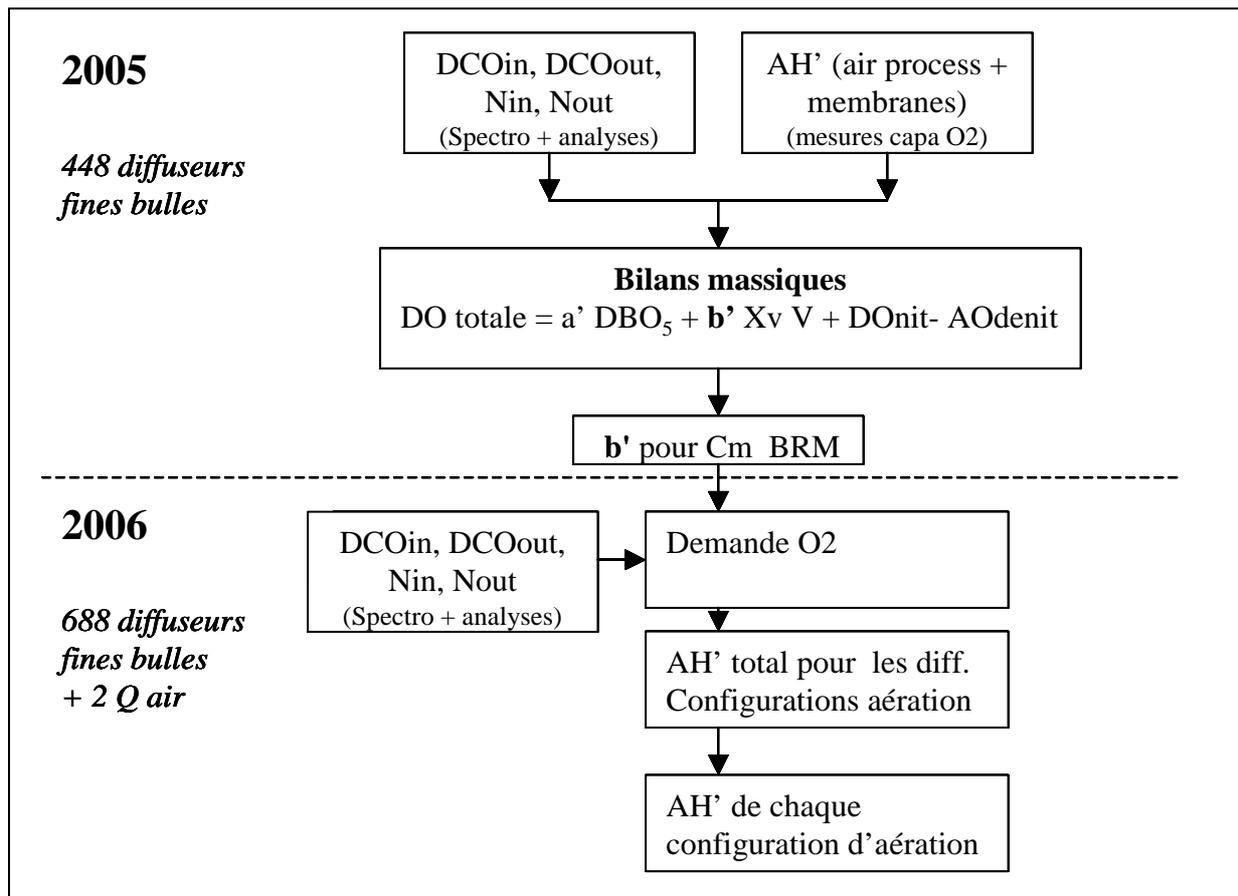 2005
448 diffuseurs
fines bulles
DCOin, DCOout,
Nin, Nout
(Spectro + analyses)
AH’ (air process +
membranes)
(mesures capa O2)
Bilans massiques
DO totale = a’ DBO5 + b’ Xv V + DOnit- AOdenit
b' pour Cm BRM
2006
688 diffuseurs
fines bulles
+ 2 Q air
DCOin, DCOout,
Nin, Nout
(Spectro + analyses)
Demande O2
AH’ total pour les diff.
Configurations aération
AH’ de chaque
configuration d’aération